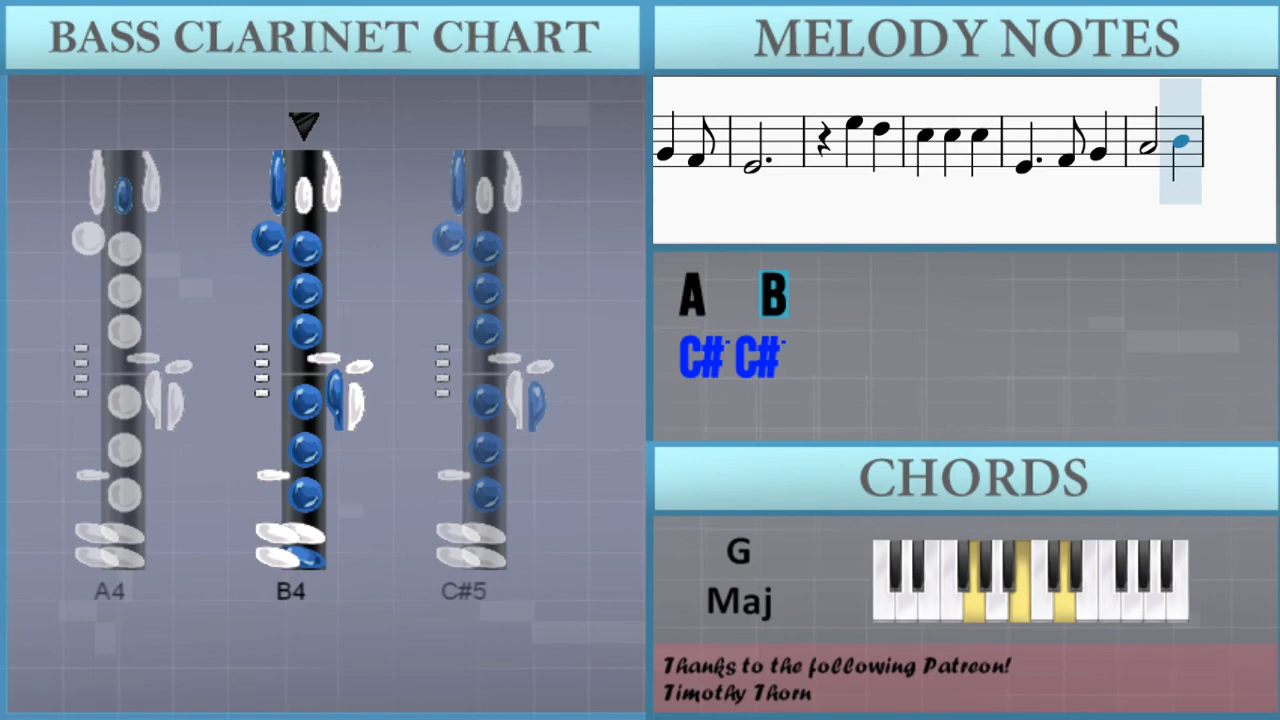 BASS CLARINET CHART
MELODY NOTES
A B
C#- C#-
A4 B4 C#5
CHORDS
G
Maj
Thanks to the following Patreon!
Timothy Thorn